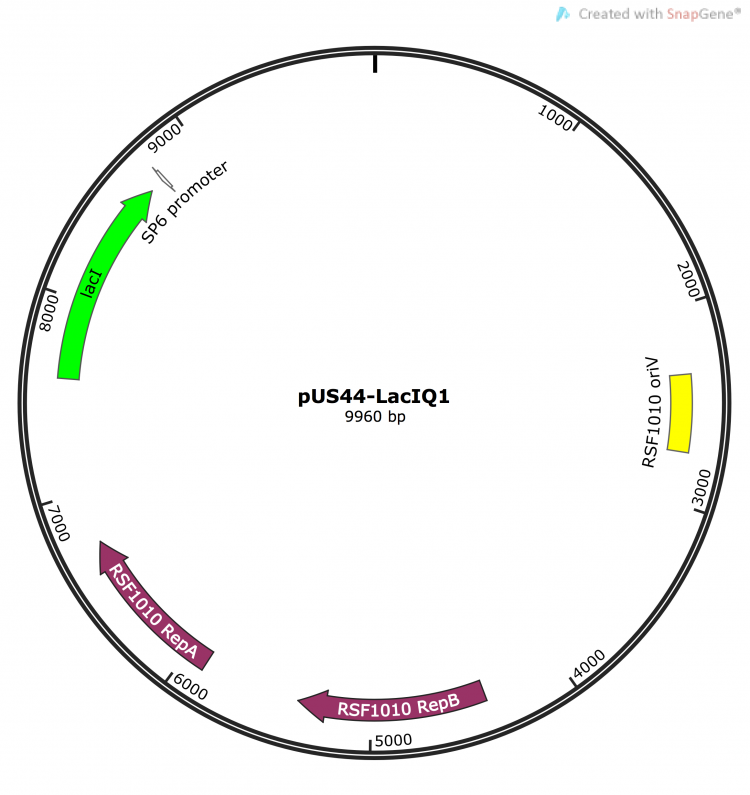 Created with SnapGene®
1000
2000
RSF1010 oriV
3000
4000
5000
RSF1010 RepB
6000
RSF1010 RepA
7000
8000
lacI
SP6 promoter
9000
pUS44-LacIQ1
9960 bp